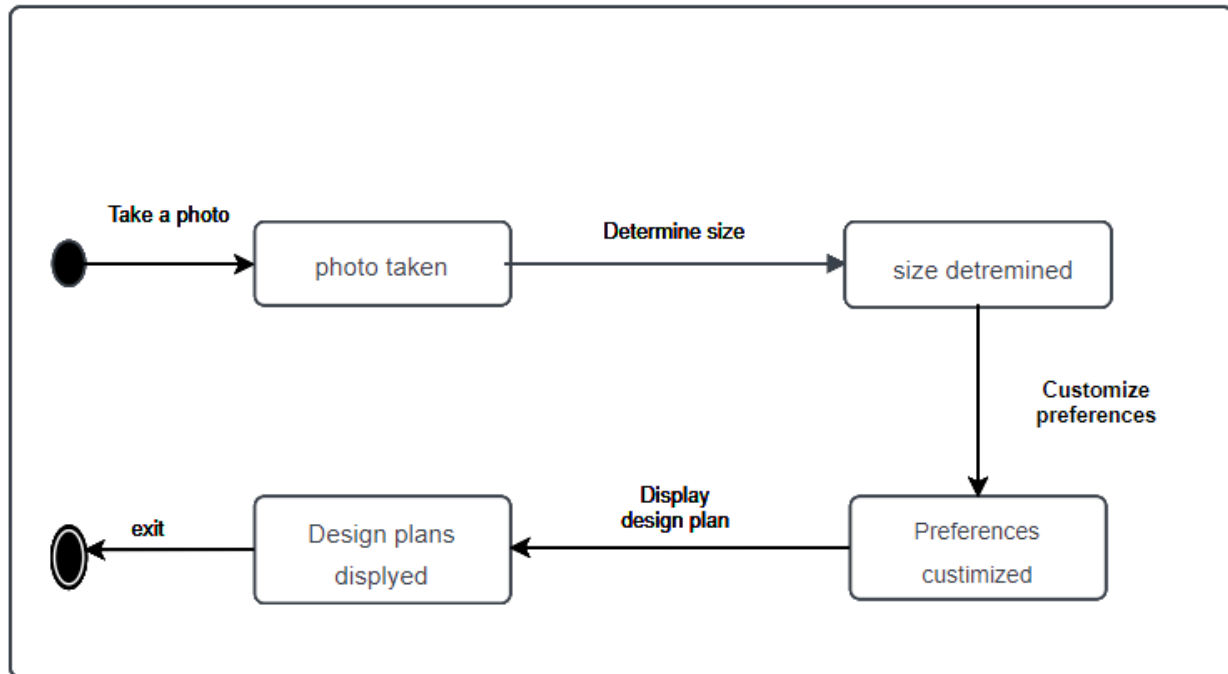 Take a photo
photo taken
Determine size
size detremined
Customize
preferences
Preferences
custimized
Display
design plan
Design plans
displyed
exit